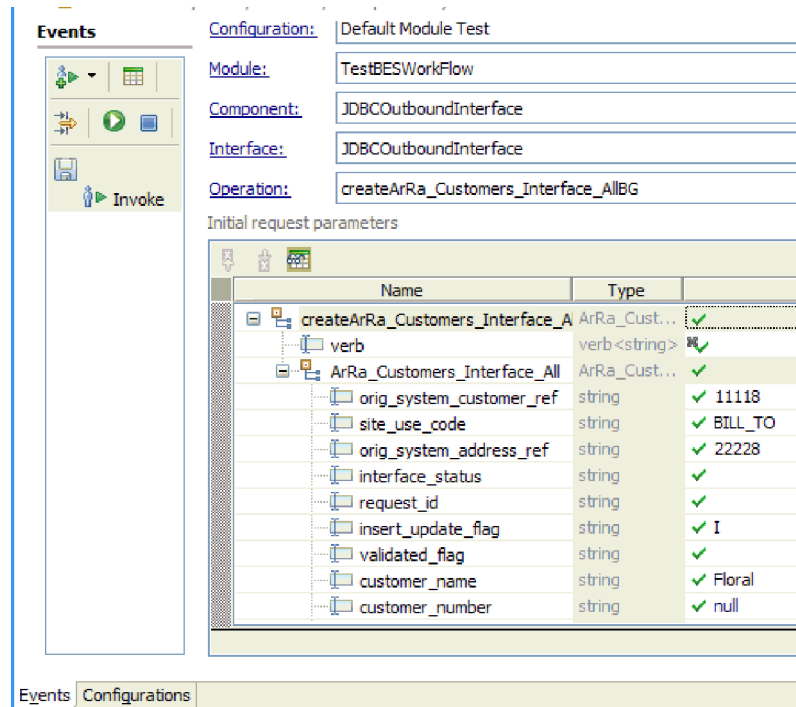 Events
Configuration: Default Module Test
Module: TestBESWorkFlow
Component: JDBCOutboundInterface
Interface: JDBCOutboundInterface
Operation: createArRa_Customers_Interface_AllBG
Invoke
Initial request parameters
Name Type
createArRa_Customers_Interface_A ArRa_Cust...
verb verb<string>
ArRa_Customers_Interface_All ArRa_Cust...
orig_system_customer_ref string 11118
site_use_code string BILL_TO
orig_system_address_ref string 22228
interface_status string
request_id string
insert_update_flag string I
validated_flag string
customer_name string Floral
customer_number string null
Events Configurations